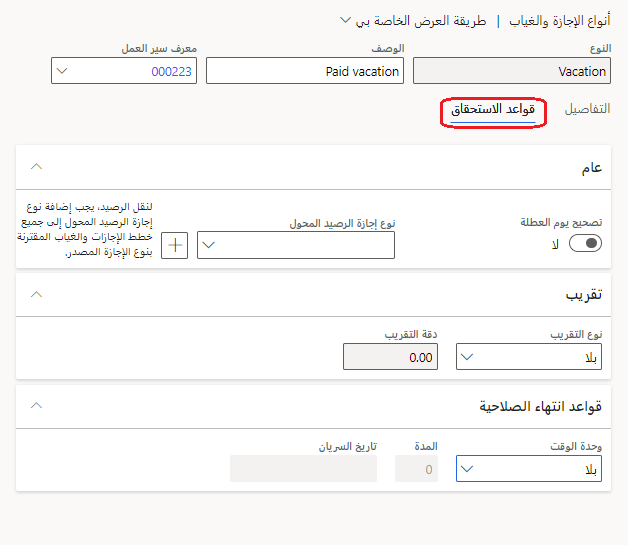 أنواع الإجازة والغياب | طريقة العرض الخاصة بي
النوع الوصف معرف سير العمل
Vacation Paid vacation 000223
التفاصيل قواعد الاستحقاق
عام
تصحيح يوم العطلة
لا
نوع إجازة الرصيد المحول
لنقل الرصيد، يجب إضافة نوع
إجازة الرصيد المحول إلى جميع
خطط الإجازات والغياب المقترنة
بنوع الإجازة المصدر.
تقريب
نوع التقريب دقة التقريب
بلا 0.00
قواعد انتهاء الصلاحية
وحدة الوقت المدة تاريخ السريان
بلا 0